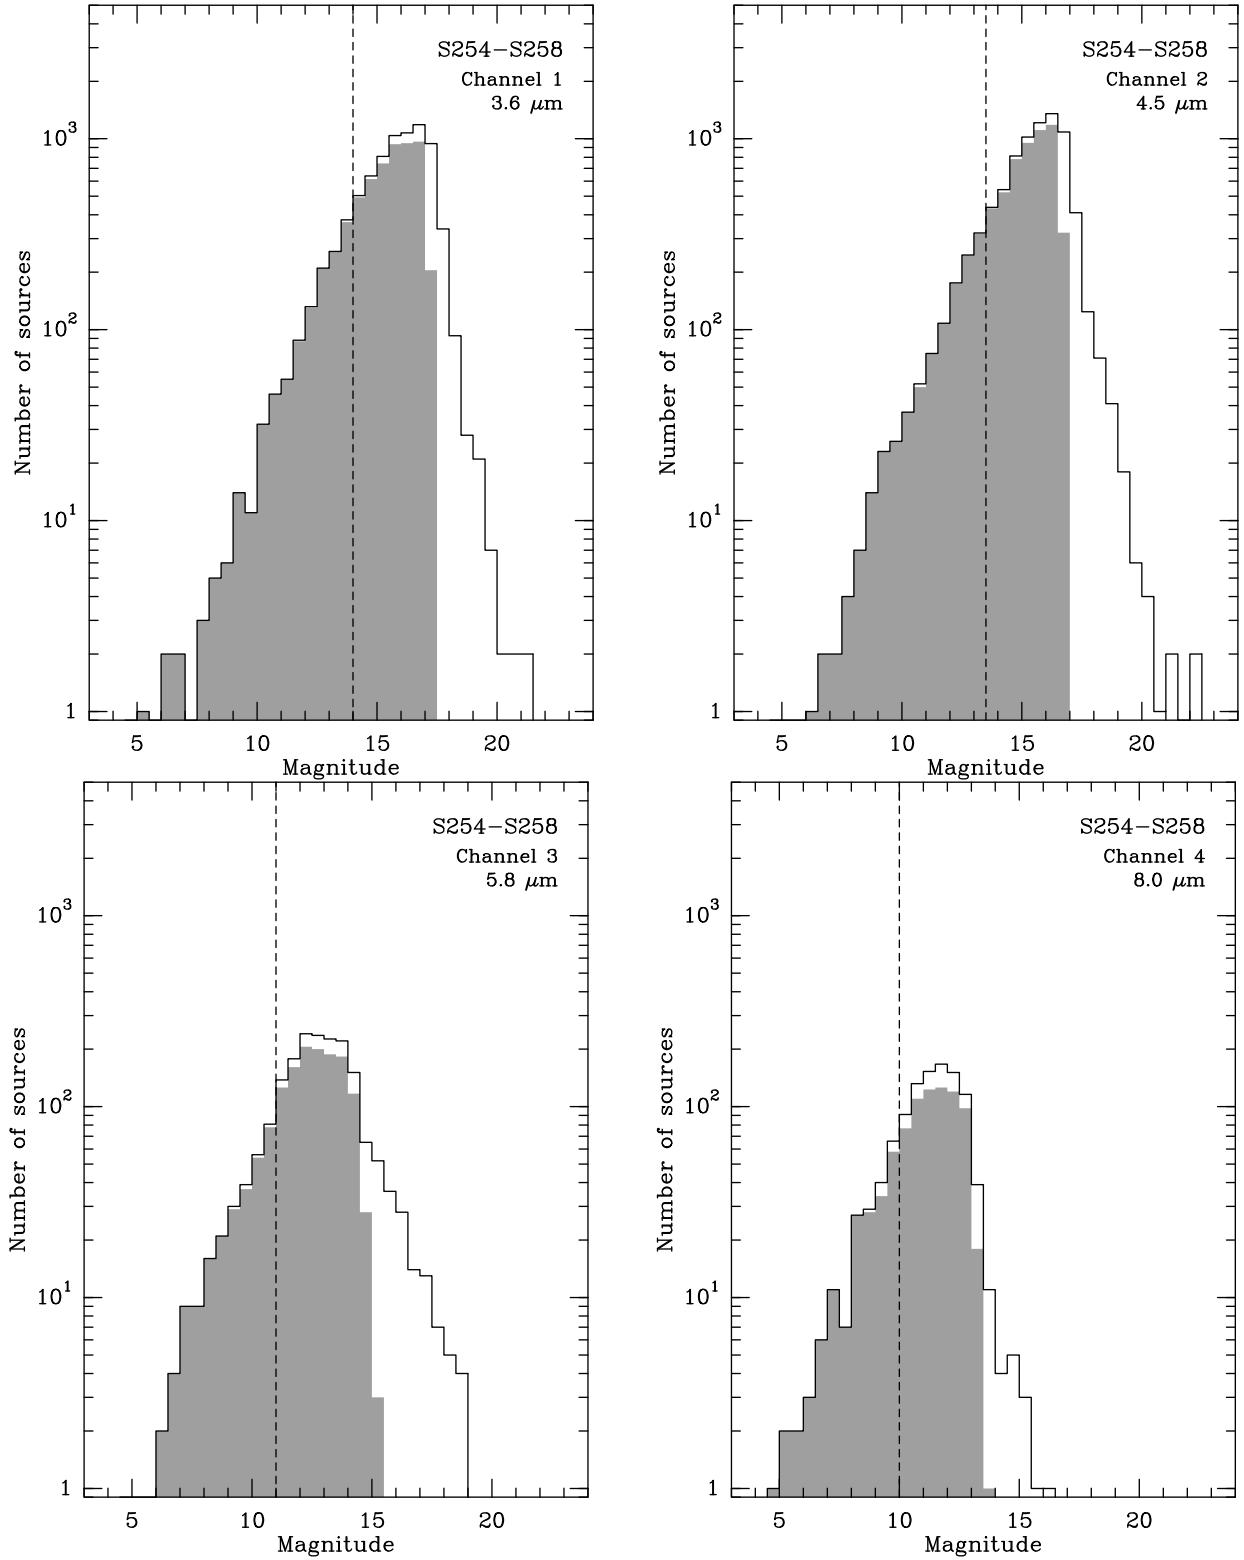 S254−S258
Channel 1
3.6 μm
Number of sources
10³
10²
10¹
1
5 10 15 20
Magnitude
S254−S258
Channel 2
4.5 μm
Number of sources
10³
10²
10¹
1
5 10 15 20
Magnitude
S254−S258
Channel 3
5.8 μm
Number of sources
10³
10²
10¹
1
5 10 15 20
Magnitude
S254−S258
Channel 4
8.0 μm
Number of sources
10³
10²
10¹
1
5 10 15 20
Magnitude